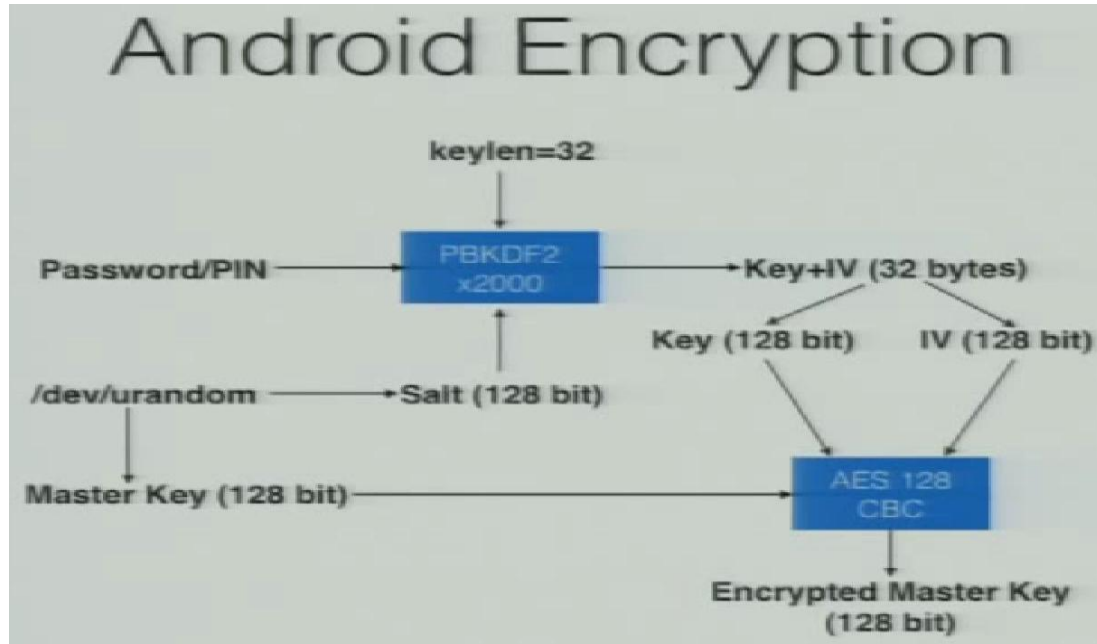 Android Encryption
keylen=32
Password/PIN
PBKDF2
x2000
Key+IV (32 bytes)
Key (128 bit)
IV (128 bit)
/dev/urandom
Salt (128 bit)
Master Key (128 bit)
AES 128
CBC
Encrypted Master Key
(128 bit)